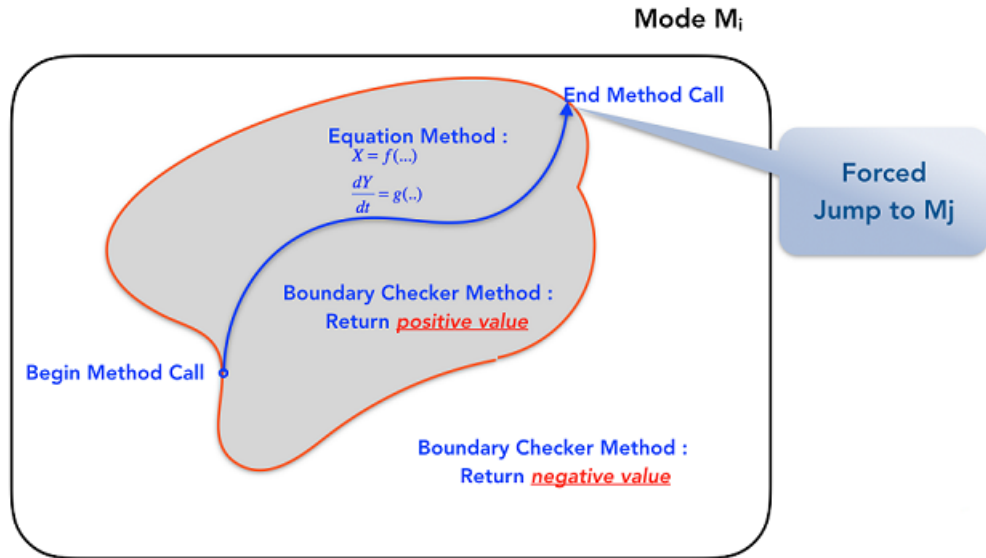 Mode Mi
End Method Call
Equation Method :
X = f(...)
dY/dt = g(..)
Forced
Jump to Mj
Boundary Checker Method :
Return positive value
Begin Method Call
Boundary Checker Method :
Return negative value